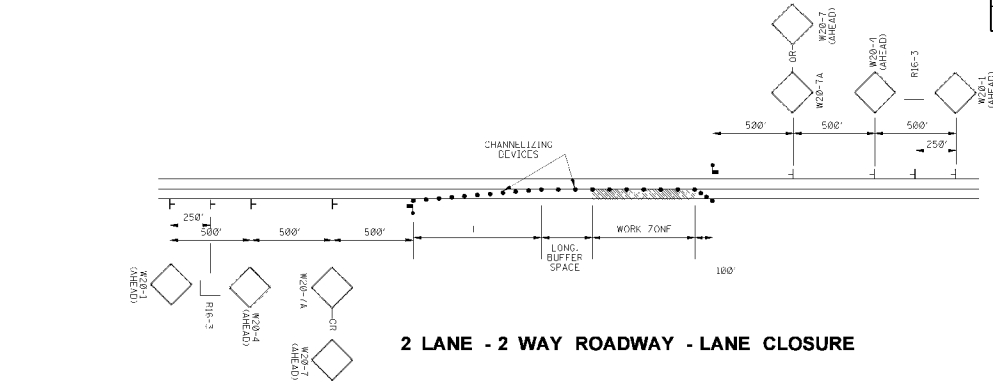 W20-7
(AHEAD)
OR
W20-7A
W20-4
(AHEAD)
R16-3
W20-1
(AHEAD)
500'
500'
500'
250'
CHANNELIZING
DEVICES
250'
500'
500'
500'
L
LONG.
BUFFER
SPACE
WORK ZONE
100'
W20-1
(AHEAD)
R16-3
W20-4
(AHEAD)
W20-7A
OR
W20-7
(AHEAD)
2 LANE - 2 WAY ROADWAY - LANE CLOSURE